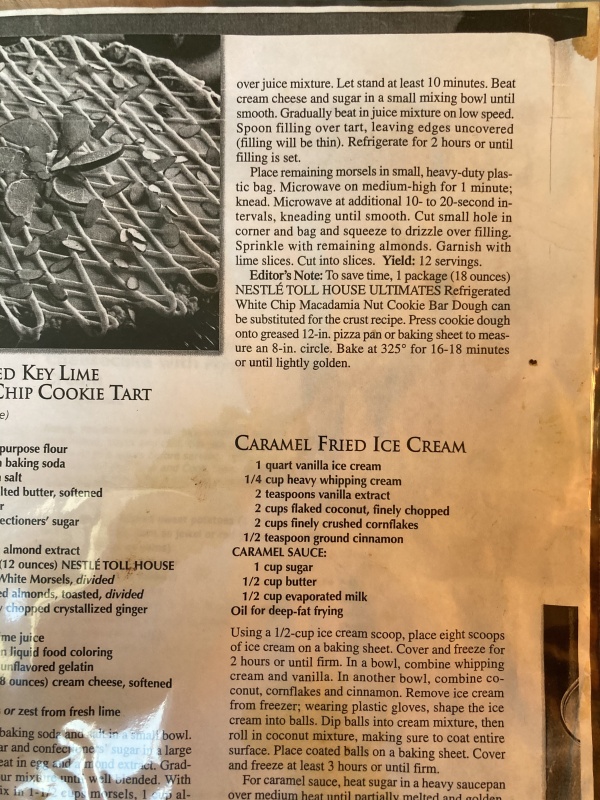 ED KEY LIME
CHIP COOKIE TART
e)
purpose flour
baking soda
salt
lted butter, softened
r
ectioners' sugar
almond extract
(12 ounces) NESTLÉ TOLL HOUSE
White Morsels, divided
ed almonds, toasted, divided
chopped crystallized ginger
me juice
n liquid food coloring
unflavored gelatin
8 ounces) cream cheese, softened
or zest from fresh lime
baking soda and salt in a small bowl.
ar and confectioners' sugar in a large
eat in egg and almond extract. Grad-
ur mixture until well blended. With
ix in 1-1/2 cups morsels, 1 cup al-
over juice mixture. Let stand at least 10 minutes. Beat
cream cheese and sugar in a small mixing bowl until
smooth. Gradually beat in juice mixture on low speed.
Spoon filling over tart, leaving edges uncovered
(filling will be thin). Refrigerate for 2 hours or until
filling is set.
Place remaining morsels in small, heavy-duty plas-
tic bag. Microwave on medium-high for 1 minute;
knead. Microwave at additional 10- to 20-second in-
tervals, kneading until smooth. Cut small hole in
corner and bag and squeeze to drizzle over filling.
Sprinkle with remaining almonds. Garnish with
lime slices. Cut into slices. Yield: 12 servings.
Editor's Note: To save time, 1 package (18 ounces)
NESTLÉ TOLL HOUSE ULTIMATES Refrigerated
White Chip Macadamia Nut Cookie Bar Dough can
be substituted for the crust recipe. Press cookie dough
onto greased 12-in. pizza pan or baking sheet to meas-
ure an 8-in. circle. Bake at 325° for 16-18 minutes
or until lightly golden.
CARAMEL FRIED ICE CREAM
1 quart vanilla ice cream
1/4 cup heavy whipping cream
2 teaspoons vanilla extract
2 cups flaked coconut, finely chopped
2 cups finely crushed cornflakes
1/2 teaspoon ground cinnamon
CARAMEL SAUCE:
1 cup sugar
1/2 cup butter
1/2 cup evaporated milk
Oil for deep-fat frying
Using a 1/2-cup ice cream scoop, place eight scoops
of ice cream on a baking sheet. Cover and freeze for
2 hours or until firm. In a bowl, combine whipping
cream and vanilla. In another bowl, combine co-
conut, cornflakes and cinnamon. Remove ice cream
from freezer; wearing plastic gloves, shape the ice
cream into balls. Dip balls into cream mixture, then
roll in coconut mixture, making sure to coat entire
surface. Place coated balls on a baking sheet. Cover
and freeze at least 3 hours or until firm.
For caramel sauce, heat sugar in a heavy saucepan
over medium heat until partially melted and golden